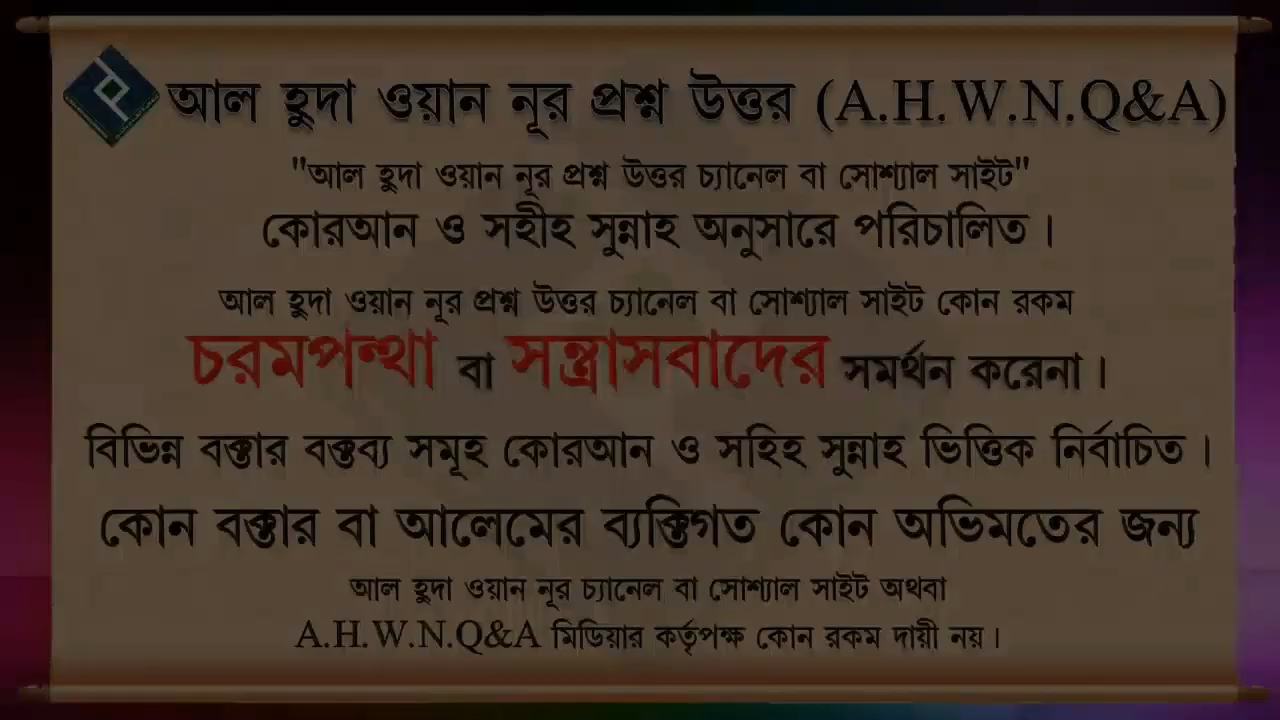 আল হুদা ওয়ান নূর প্রশ্ন উত্তর (A.H.W.N.Q&A)
"আল হুদা ওয়ান নূর প্রশ্ন উত্তর চ্যানেল বা সোশ্যাল সাইট"
কোরআন ও সহীহ সুন্নাহ অনুসারে পরিচালিত।
আল হুদা ওয়ান নূর প্রশ্ন উত্তর চ্যানেল বা সোশ্যাল সাইট কোন রকম
চরমপন্থা বা সন্ত্রাসবাদের সমর্থন করেনা।
বিভিন্ন বক্তার বক্তব্য সমূহ কোরআন ও সহিহ সুন্নাহ ভিত্তিক নির্বাচিত।
কোন বক্তার বা আলেমের ব্যক্তিগত কোন অভিমতের জন্য
আল হুদা ওয়ান নূর চ্যানেল বা সোশ্যাল সাইট অথবা
A.H.W.N.Q&A মিডিয়ার কর্তৃপক্ষ কোন রকম দায়ী নয়।